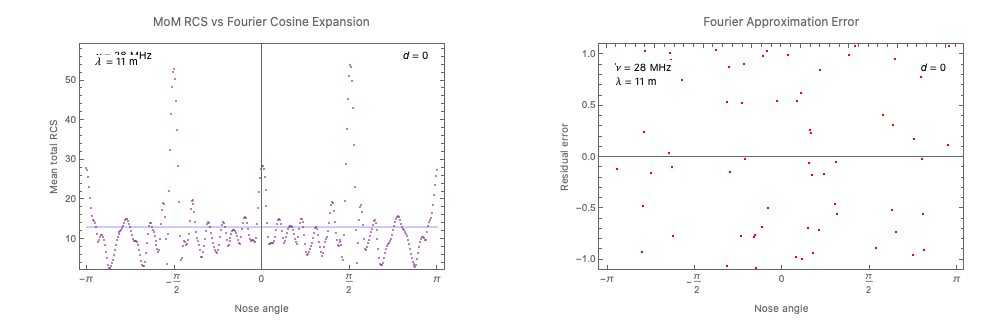 MoM RCS vs Fourier Cosine Expansion
ν = 28 MHz
λ = 11 m
d = 0
Mean total RCS
50
40
30
20
10
−π
−π/2
0
π/2
π
Nose angle
Fourier Approximation Error
ν = 28 MHz
λ = 11 m
d = 0
Residual error
1.0
0.5
0.0
−0.5
−1.0
−π
−π/2
0
π/2
π
Nose angle